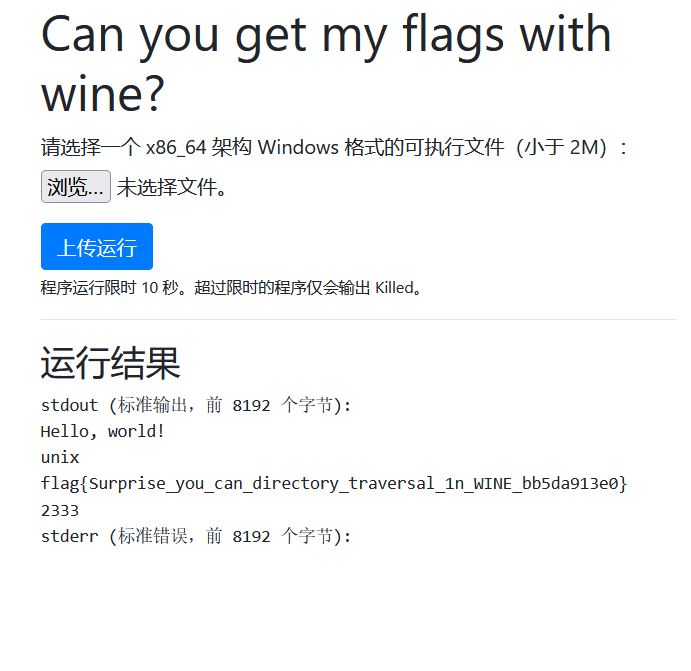 Can you get my flags with
wine?
请选择一个 x86_64 架构 Windows 格式的可执行文件（小于 2M）：
浏览… 未选择文件。
上传运行
程序运行限时 10 秒。超过限时的程序仅会输出 Killed。
运行结果
stdout (标准输出，前 8192 个字节):
Hello, world!
unix
flag{Surprise_you_can_directory_traversal_1n_WINE_bb5da913e0}
2333
stderr (标准错误，前 8192 个字节):